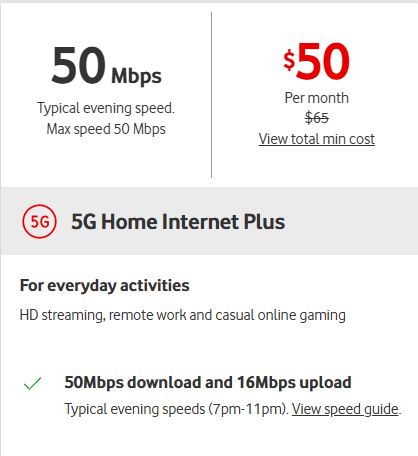 50 Mbps
Typical evening speed.
Max speed 50 Mbps
$50
Per month
$65
View total min cost
5G
5G Home Internet Plus
For everyday activities
HD streaming, remote work and casual online gaming
50Mbps download and 16Mbps upload
Typical evening speeds (7pm-11pm). View speed guide.